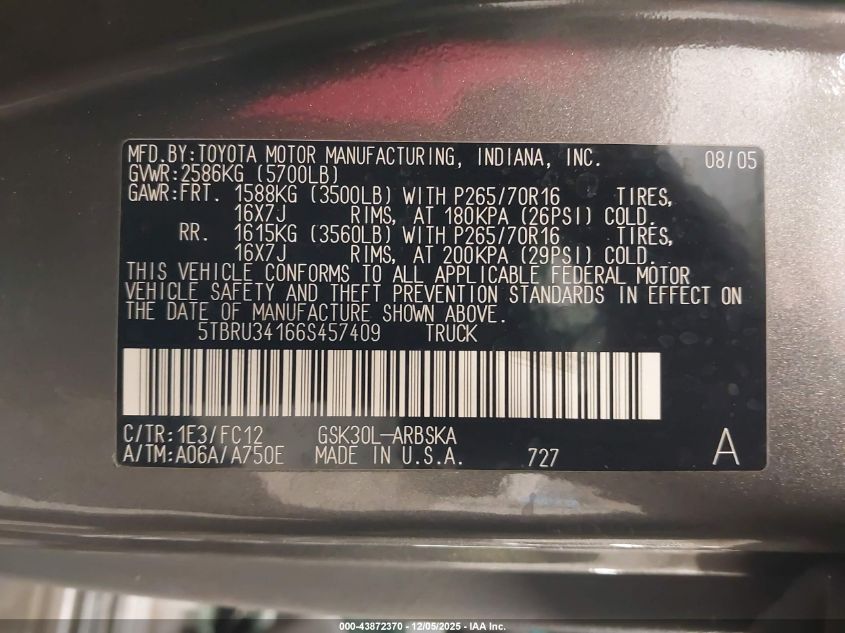 MFD.BY:TOYOTA MOTOR MANUFACTURING, INDIANA, INC. 08/05
GVWR:2586KG (5700LB)
GAWR:FRT. 1588KG (3500LB) WITH P265/70R16 TIRES,
16X7J RIMS, AT 180KPA (26PSI) COLD.
RR. 1615KG (3560LB) WITH P265/70R16 TIRES,
16X7J RIMS, AT 200KPA (29PSI) COLD.
THIS VEHICLE CONFORMS TO ALL APPLICABLE FEDERAL MOTOR
VEHICLE SAFETY AND THEFT PREVENTION STANDARDS IN EFFECT ON
THE DATE OF MANUFACTURE SHOWN ABOVE.
5TBRU34166S457409 TRUCK
C/TR:1E3/FC12 GSK30L-ARBSKA
A/TM:A06A/A750E MADE IN U.S.A. 727 A
000-43872370 - 12/05/2025 - IAA Inc.